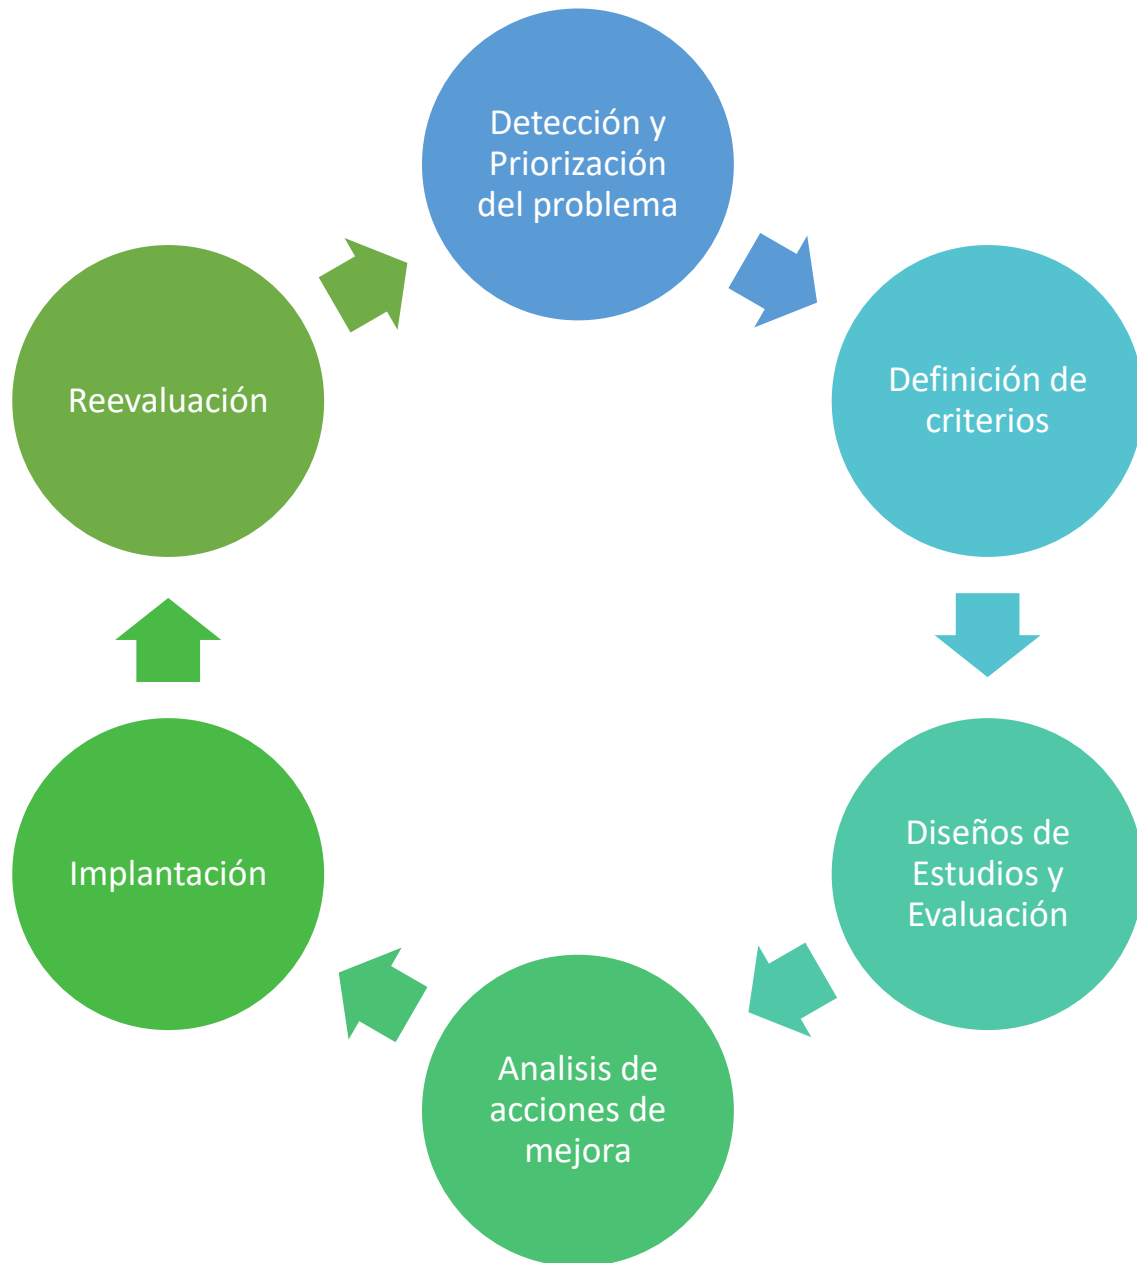 Detección y
Priorización
del problema
Definición de
criterios
Diseños de
Estudios y
Evaluación
Analisis de
acciones de
mejora
Implantación
Reevaluación